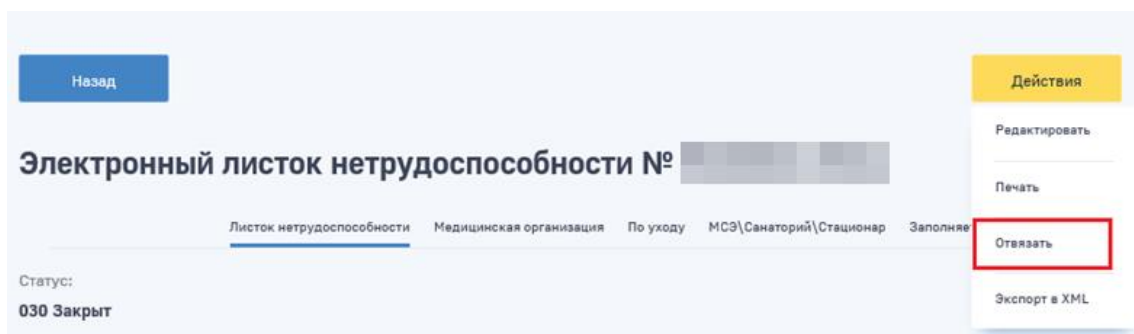 Назад
Действия
Редактировать
Электронный листок нетрудоспособности №
Печать
Листок нетрудоспособности Медицинская организация По уходу МСЭ\Санаторий\Стационар
Отвязать
Статус:
030 Закрыт
Экспорт в XML